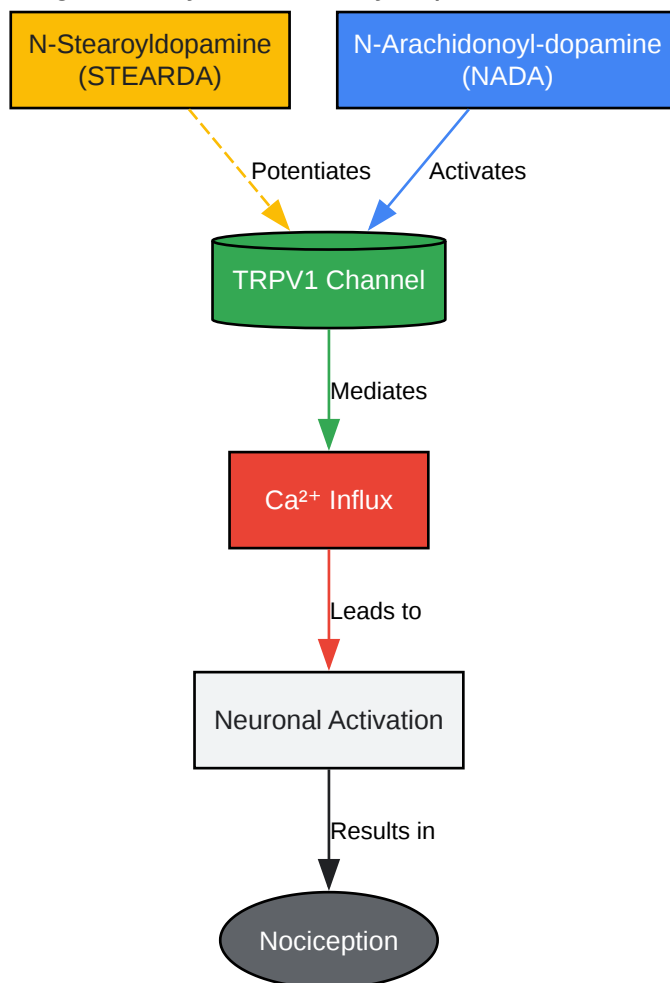 N-Stearoyldopamine
(STEARDA)
N-Arachidonoyl-dopamine
(NADA)
Potentiates
Activates
TRPV1 Channel
Mediates
Ca²⁺ Influx
Leads to
Neuronal Activation
Results in
Nociception